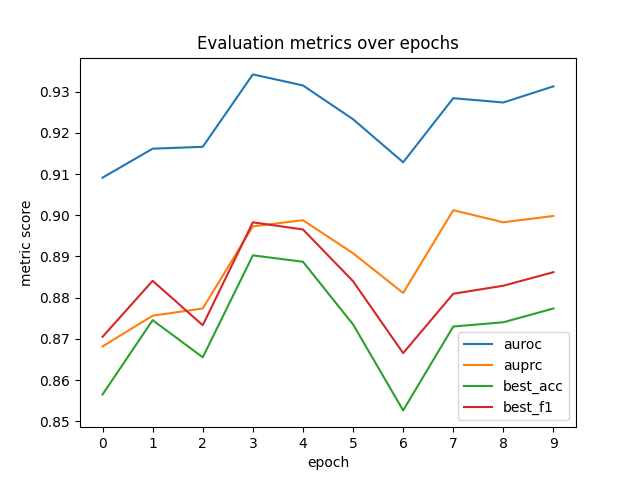 Evaluation metrics over epochs
metric score
0.93
0.92
0.91
0.90
0.89
0.88
0.87
0.86
0.85
auroc
auprc
best_acc
best_f1
0 1 2 3 4 5 6 7 8 9
epoch